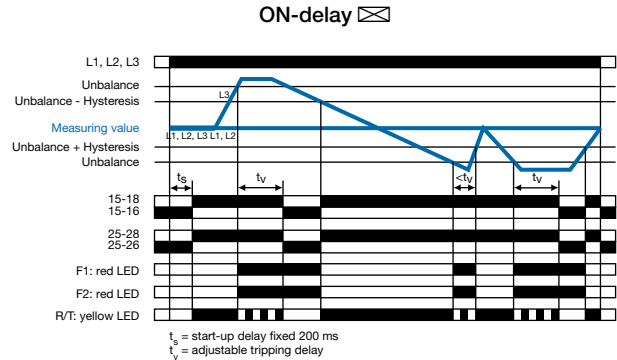 ON-delay
L1, L2, L3
Unbalance
Unbalance - Hysteresis
L3
Measuring value
L1, L2, L3 L1, L2
Unbalance + Hysteresis
Unbalance
ts tv <tv tv
15-18
15-16
25-28
25-26
F1: red LED
F2: red LED
R/T: yellow LED
ts = start-up delay fixed 200 ms
tv = adjustable tripping delay